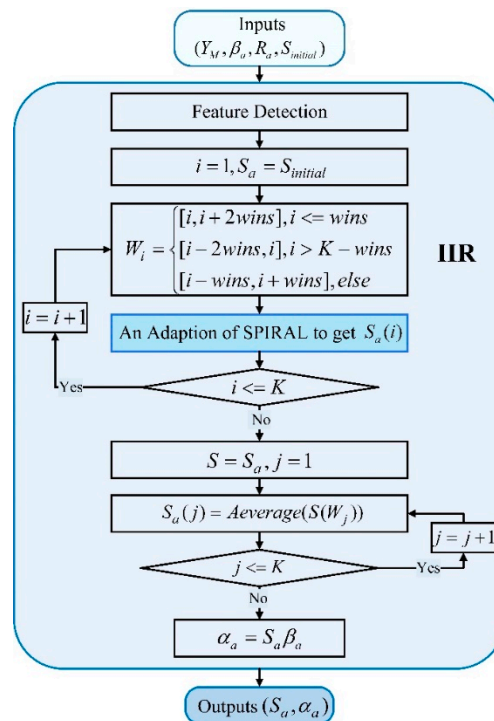 Inputs
(Y_M, β_a, R_a, S_initial)
Feature Detection
i = 1, S_a = S_initial
W_i = { [i, i + 2wins], i <= wins
[i − 2wins, i], i > K − wins
[i − wins, i + wins], else
IIR
i = i + 1
An Adaption of SPIRAL to get S_a(i)
Yes
i <= K
No
S = S_a, j = 1
S_a(j) = Aeverage(S(W_j))
j = j + 1
j <= K
Yes
No
α_a = S_a β_a
Outputs (S_a, α_a)